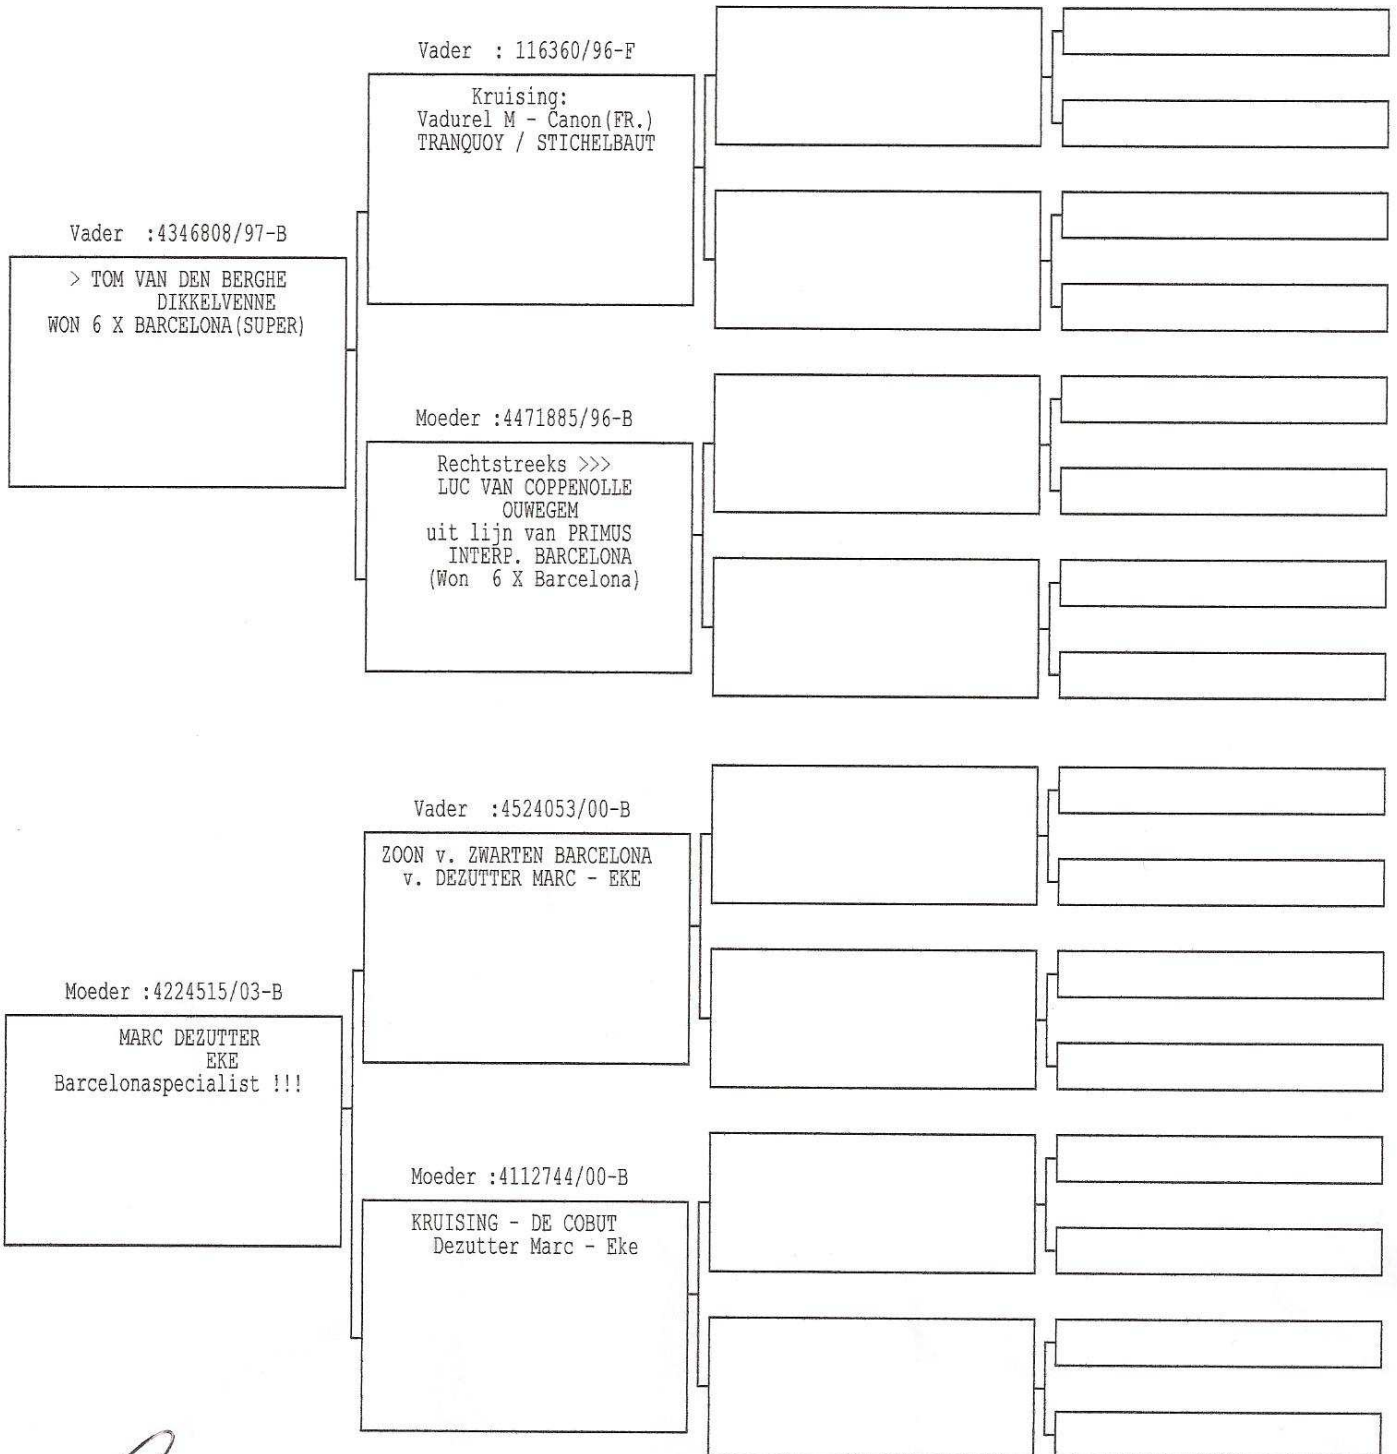 Vader : 116360/96-F
Kruising:
Vadurel M - Canon(FR.)
TRANQUOY / STICHELBAUT
Vader :4346808/97-B
> TOM VAN DEN BERGHE
DIKKELVENNE
WON 6 X BARCELONA(SUPER)
Moeder :4471885/96-B
Rechtstreeks >>>
LUC VAN COPPENOLLE
OUWEGEM
uit lijn van PRIMUS
INTERP. BARCELONA
(Won 6 X Barcelona)
Vader :4524053/00-B
ZOON v. ZWARTEN BARCELONA
v. DEZUTTER MARC - EKE
Moeder :4224515/03-B
MARC DEZUTTER
EKE
Barcelonaspecialist !!!
Moeder :4112744/00-B
KRUISING - DE COBUT
Dezutter Marc - Eke